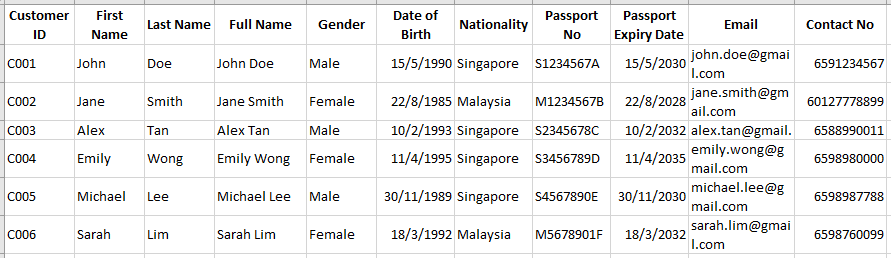 Customer ID First Name Last Name Full Name Gender Date of Birth Nationality Passport No Passport Expiry Date Email Contact No
C001 John Doe John Doe Male 15/5/1990 Singapore S1234567A 15/5/2030 john.doe@gmail.com 6591234567
C002 Jane Smith Jane Smith Female 22/8/1985 Malaysia M1234567B 22/8/2028 jane.smith@gmail.com 60127778899
C003 Alex Tan Alex Tan Male 10/2/1993 Singapore S2345678C 10/2/2032 alex.tan@gmail. 6588990011
C004 Emily Wong Emily Wong Female 11/4/1995 Singapore S3456789D 11/4/2035 emily.wong@gmail.com 6598980000
C005 Michael Lee Michael Lee Male 30/11/1989 Singapore S4567890E 30/11/2030 michael.lee@gmail.com 6598987788
C006 Sarah Lim Sarah Lim Female 18/3/1992 Malaysia M5678901F 18/3/2032 sarah.lim@gmail.com 6598760099